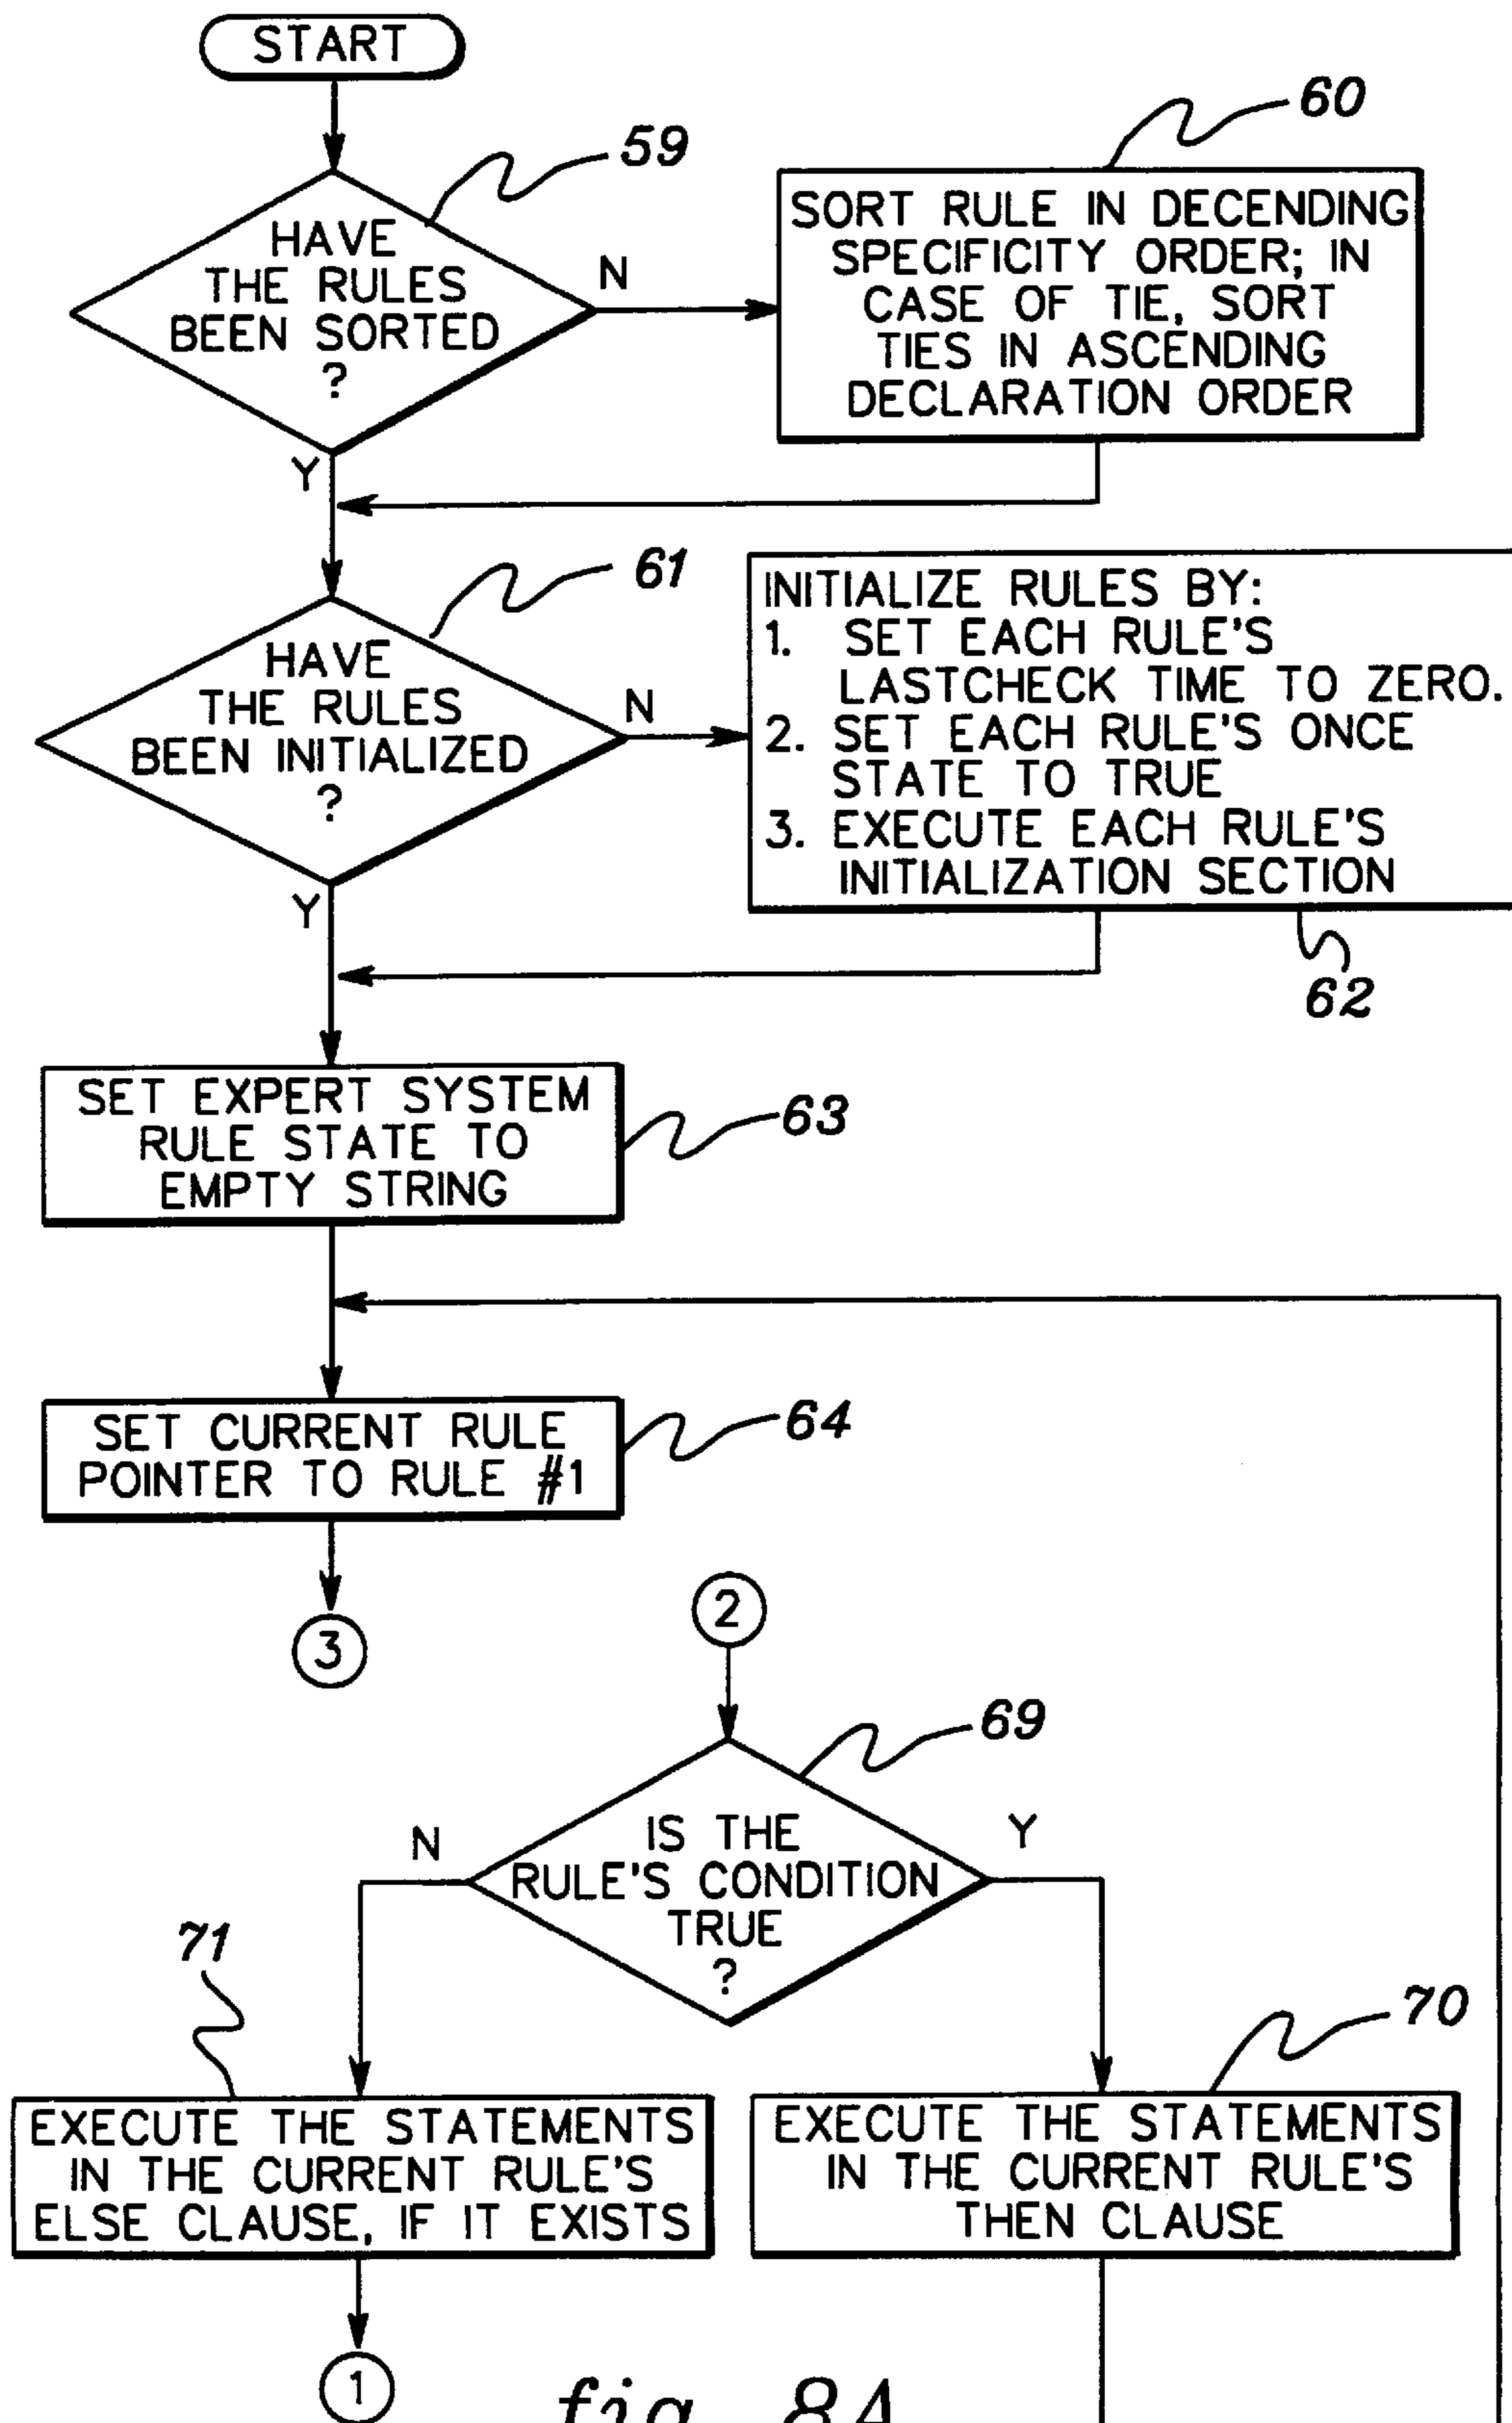 START
59
HAVE
THE RULES
BEEN SORTED
?
N
Y
60
SORT RULE IN DECENDING
SPECIFICITY ORDER; IN
CASE OF TIE, SORT
TIES IN ASCENDING
DECLARATION ORDER
61
HAVE
THE RULES
BEEN INITIALIZED
?
N
Y
INITIALIZE RULES BY:
1. SET EACH RULE'S
LASTCHECK TIME TO ZERO.
2. SET EACH RULE'S ONCE
STATE TO TRUE
3. EXECUTE EACH RULE'S
INITIALIZATION SECTION
62
SET EXPERT SYSTEM
RULE STATE TO
EMPTY STRING
63
SET CURRENT RULE
POINTER TO RULE #1
64
3
2
69
IS THE
RULE'S CONDITION
TRUE
?
N
Y
71
EXECUTE THE STATEMENTS
IN THE CURRENT RULE'S
ELSE CLAUSE, IF IT EXISTS
70
EXECUTE THE STATEMENTS
IN THE CURRENT RULE'S
THEN CLAUSE
1
fig. 8A